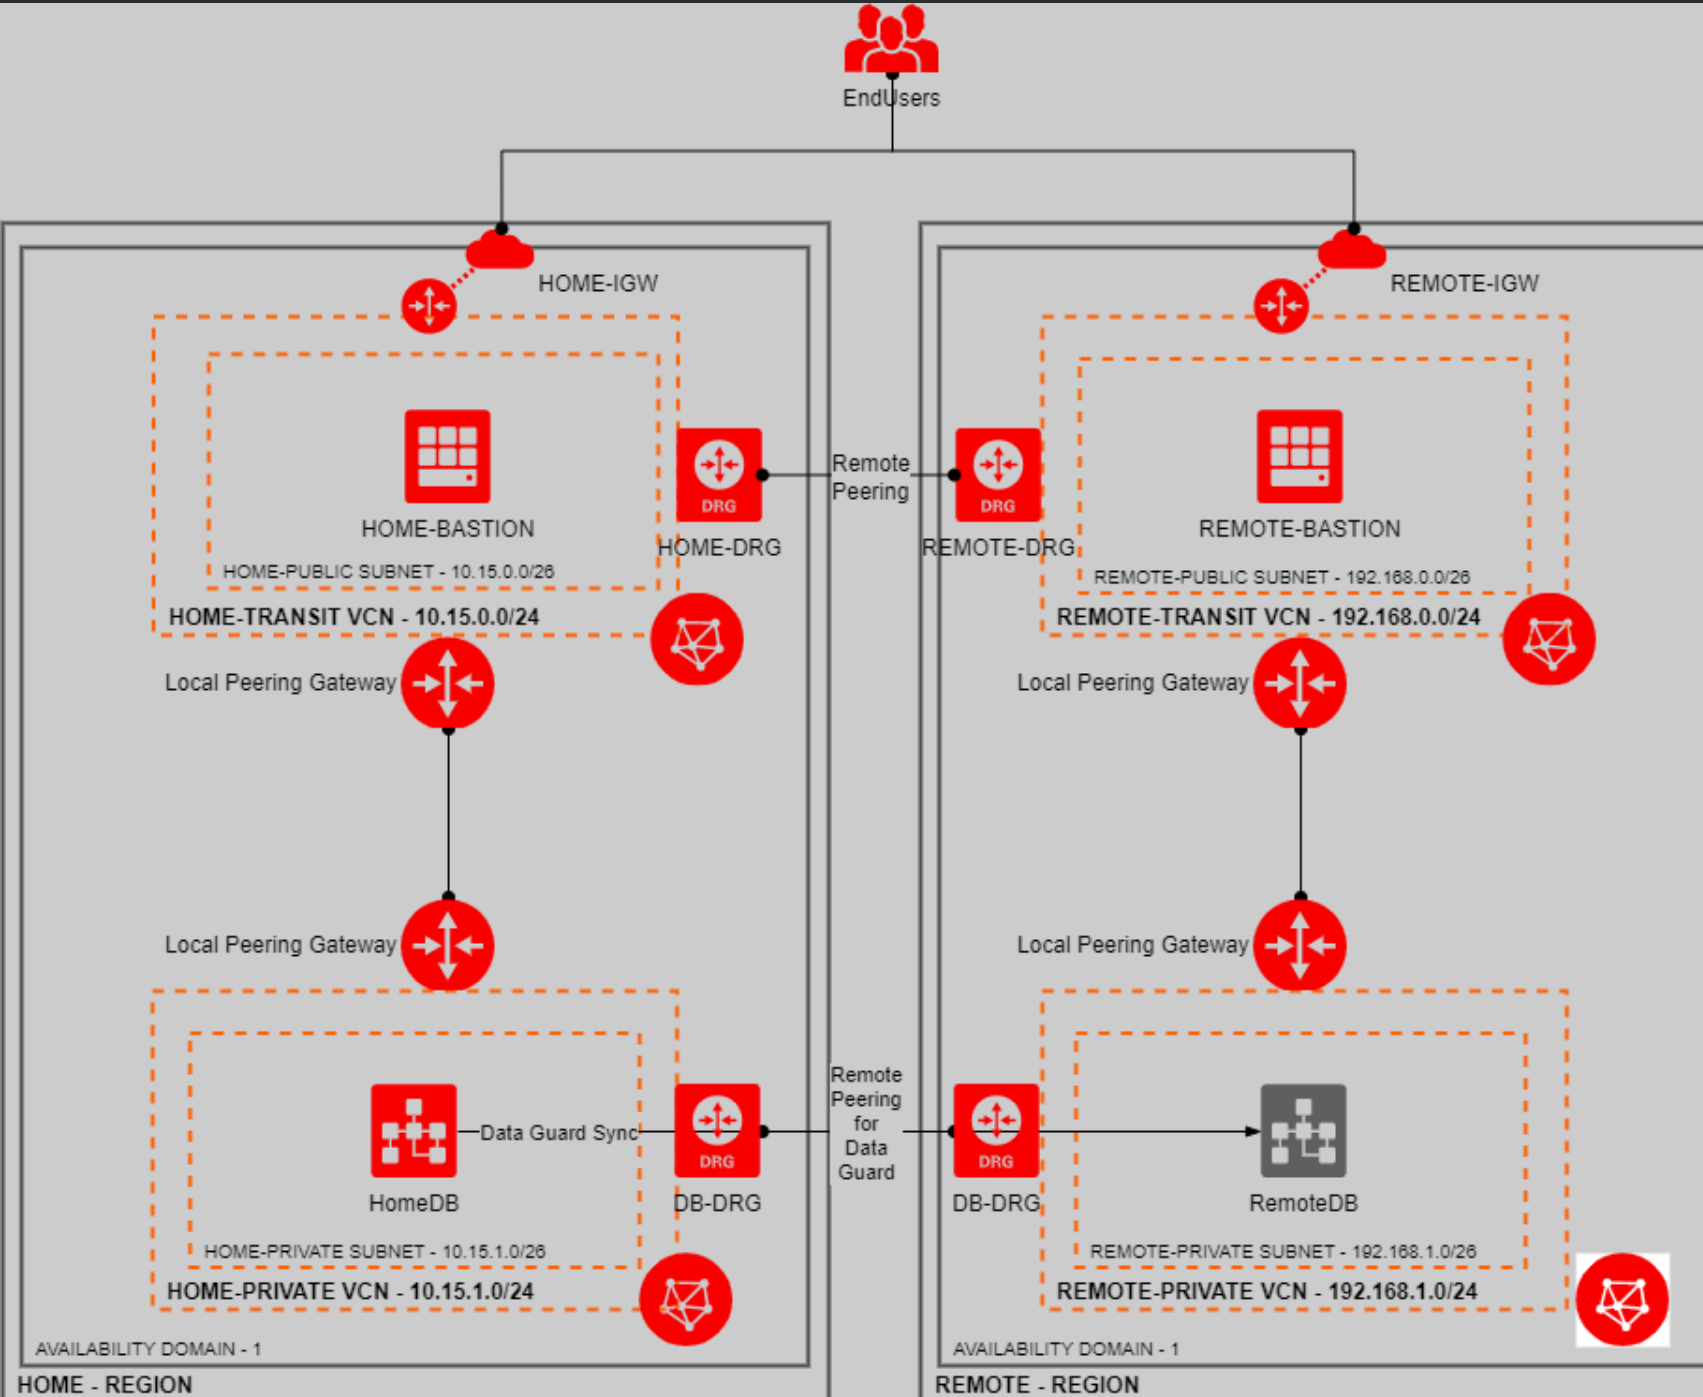 EndUsers
HOME-IGW
REMOTE-IGW
HOME-BASTION
HOME-PUBLIC SUBNET - 10.15.0.0/26
HOME-TRANSIT VCN - 10.15.0.0/24
DRG
HOME-DRG
Remote
Peering
DRG
REMOTE-DRG
REMOTE-BASTION
REMOTE-PUBLIC SUBNET - 192.168.0.0/26
REMOTE-TRANSIT VCN - 192.168.0.0/24
Local Peering Gateway
Local Peering Gateway
Local Peering Gateway
Local Peering Gateway
HomeDB
Data Guard Sync
DRG
DB-DRG
Remote
Peering
for
Data
Guard
DRG
DB-DRG
RemoteDB
HOME-PRIVATE SUBNET - 10.15.1.0/26
HOME-PRIVATE VCN - 10.15.1.0/24
REMOTE-PRIVATE SUBNET - 192.168.1.0/26
REMOTE-PRIVATE VCN - 192.168.1.0/24
AVAILABILITY DOMAIN - 1
AVAILABILITY DOMAIN - 1
HOME - REGION
REMOTE - REGION